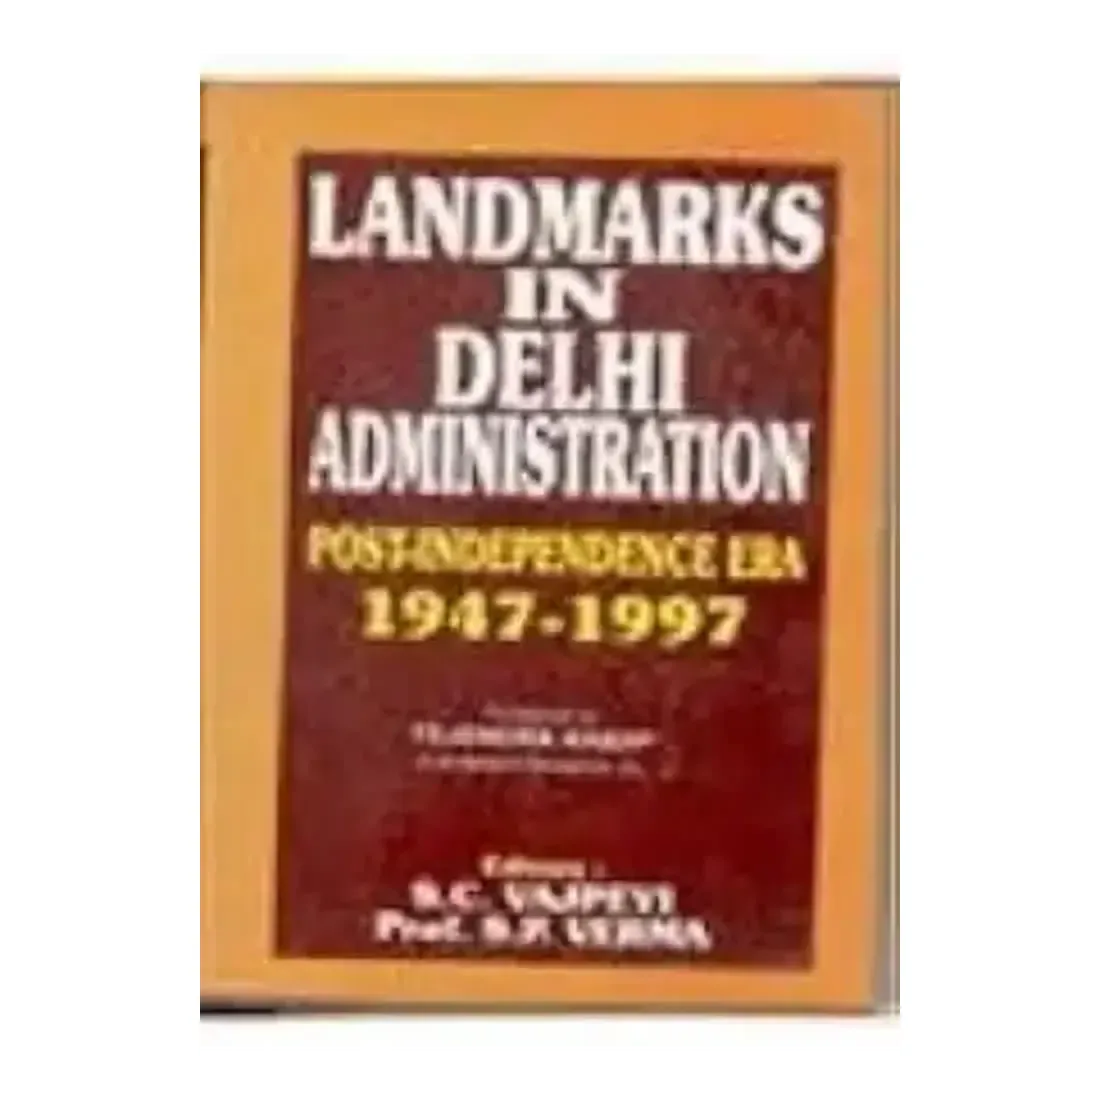 LANDMARKS
IN
DELHI
ADMINISTRATION
POST-INDEPENDENCE ERA
1947-1997
Editors :
S.C. VAJPEYI
Prof. S.P. VERMA